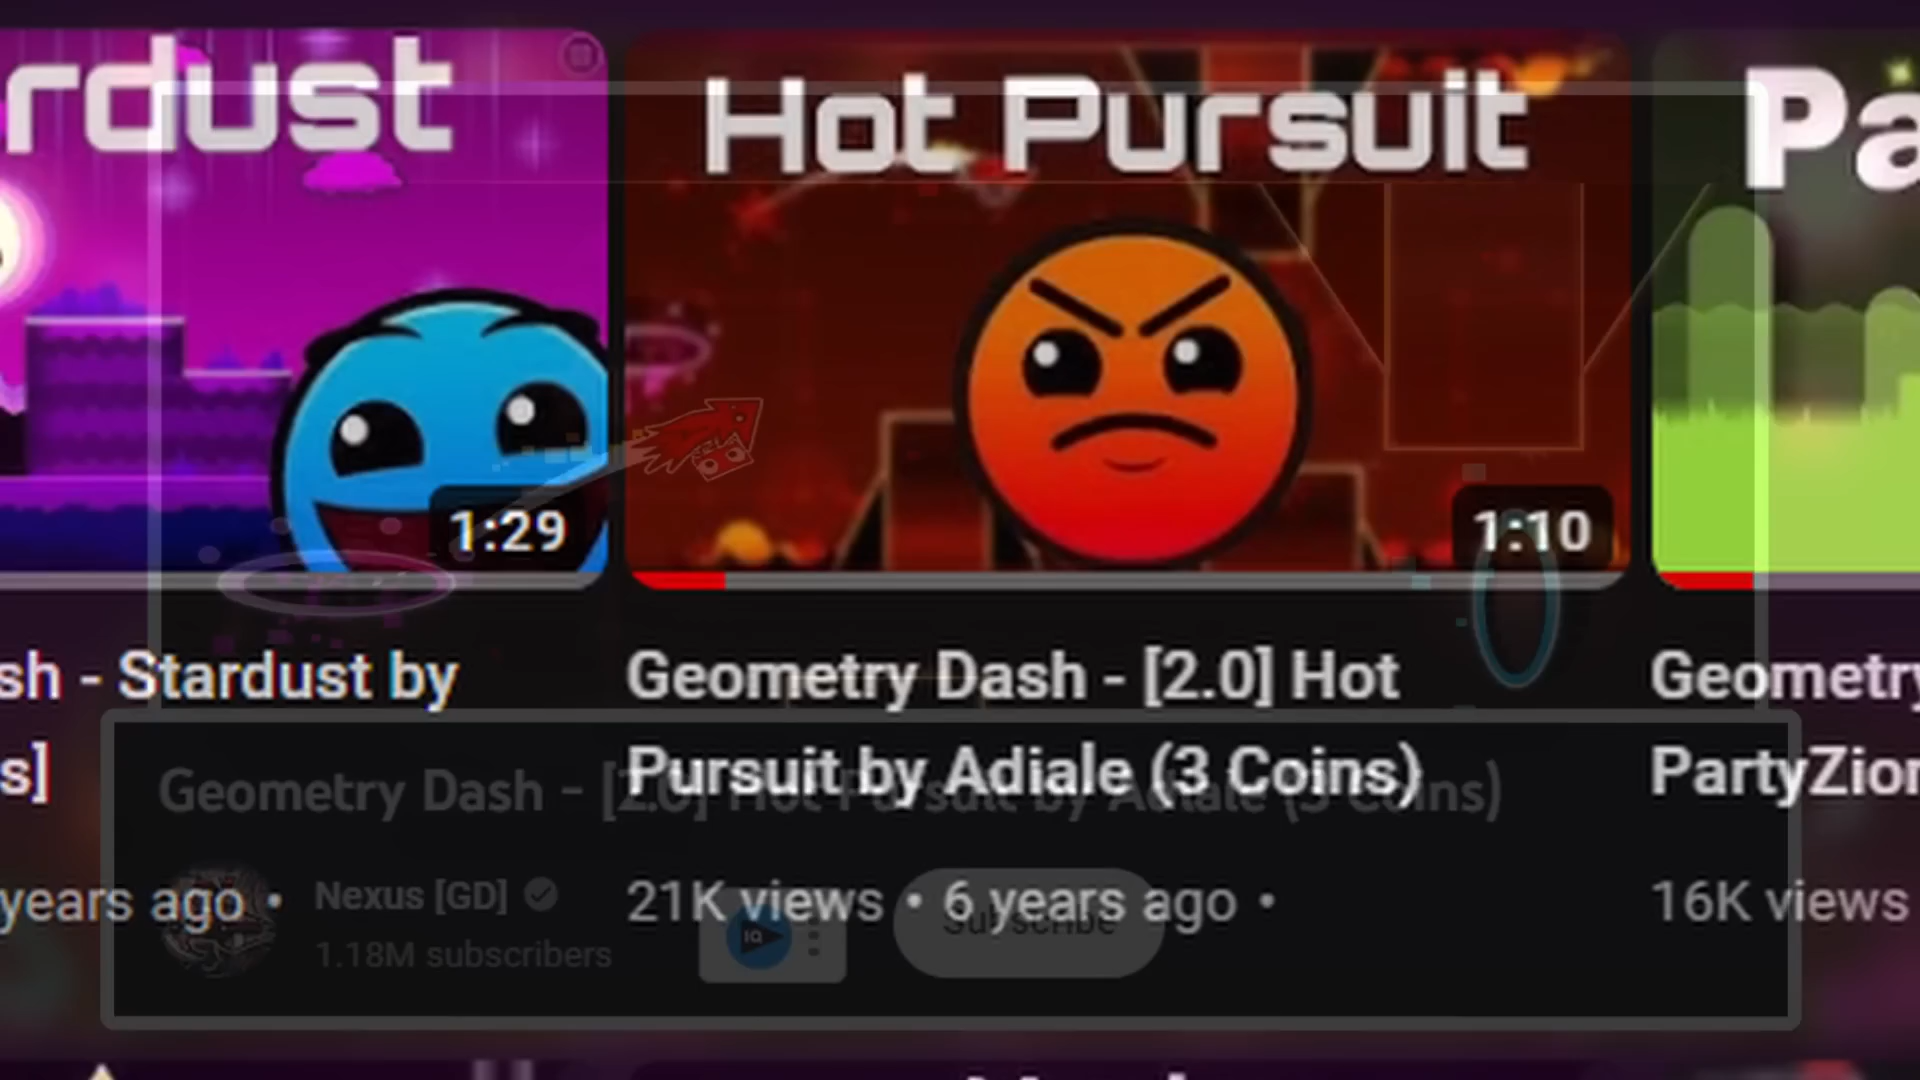 rdust
Hot Pursuit
Pa
1:29
1:10
sh - Stardust by
s]
years ago •
Geometry Dash - [2.0] Hot
Pursuit by Adiale (3 Coins)
21K views • 6 years ago •
Geometry
PartyZion
16K views
Geometry Dash - [2.0] Hot Pursuit by Adiale (3 Coins)
Nexus [GD]
1.18M subscribers
IQ
Subscribe